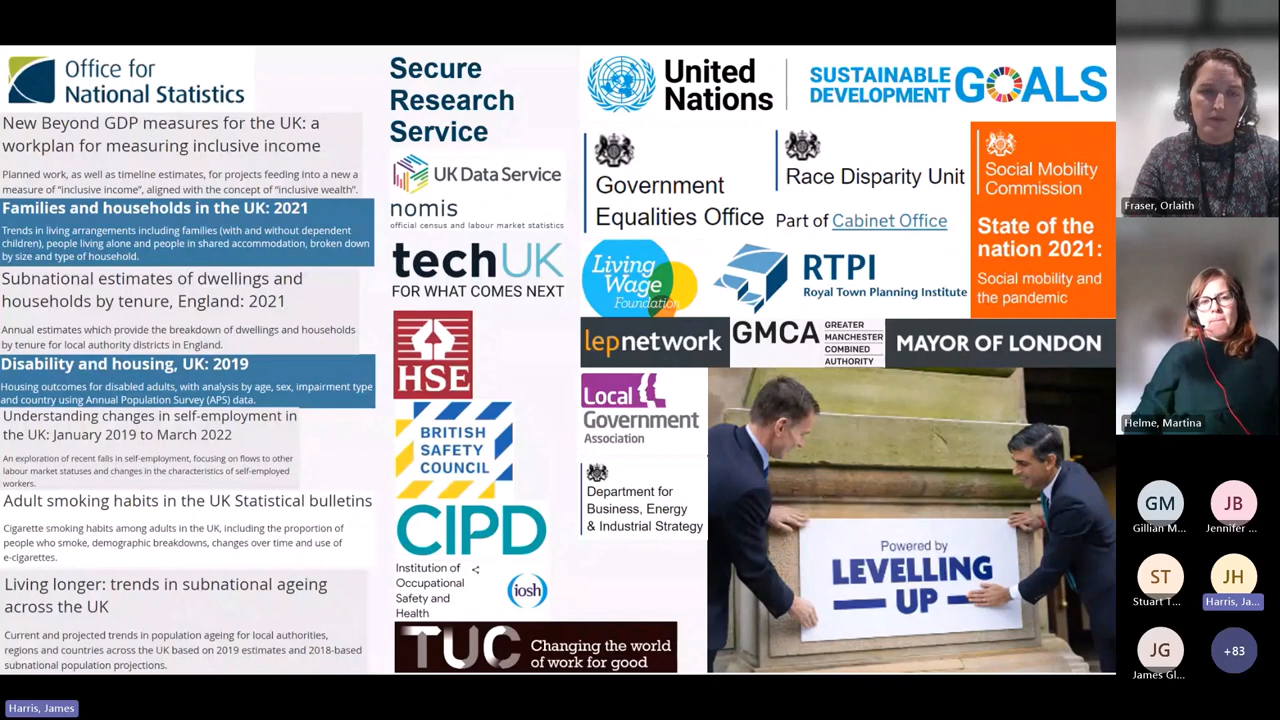 Office for
National Statistics
New Beyond GDP measures for the UK: a
workplan for measuring inclusive income
Planned work, as well as timeline estimates, for projects feeding into a new a
measure of “inclusive income”, aligned with the concept of “inclusive wealth”.
Families and households in the UK: 2021
Trends in living arrangements including families (with and without dependent
children), people living alone and people in shared accommodation, broken down
by size and type of household.
Subnational estimates of dwellings and
households by tenure, England: 2021
Annual estimates which provide the breakdown of dwellings and households
by tenure for local authority districts in England.
Disability and housing, UK: 2019
Housing outcomes for disabled adults, with analysis by age, sex, impairment type
and country using Annual Population Survey (APS) data.
Understanding changes in self-employment in
the UK: January 2019 to March 2022
An exploration of recent falls in self-employment, focusing on flows to other
labour market statuses and changes in the characteristics of self-employed
workers.
Adult smoking habits in the UK Statistical bulletins
Cigarette smoking habits among adults in the UK, including the proportion of
people who smoke, demographic breakdowns, changes over time and use of
e-cigarettes.
Living longer: trends in subnational ageing
across the UK
Current and projected trends in population ageing for local authorities,
regions and countries across the UK based on 2019 estimates and 2018-based
subnational population projections.
Secure
Research
Service
UK Data Service
nomis
official census and labour market statistics
techUK
FOR WHAT COMES NEXT
HSE
BRITISH
SAFETY
COUNCIL
CIPD
Institution of
Occupational
Safety and
Health
iosh
TUC
Changing the world
of work for good
United
Nations
SUSTAINABLE
DEVELOPMENT
GOALS
Government
Equalities Office
Race Disparity Unit
Part of Cabinet Office
Social Mobility
Commission
State of the
nation 2021:
Social mobility and
the pandemic
Living
Wage
Foundation
RTPI
Royal Town Planning Institute
lepnetwork
GMCA
GREATER
MANCHESTER
COMBINED
AUTHORITY
MAYOR OF LONDON
Local
Government
Association
Department for
Business, Energy
& Industrial Strategy
Powered by
LEVELLING
UP
Fraser, Orlaith
Helme, Martina
GM
Gillian M...
JB
Jennifer ...
ST
Stuart T...
JH
Harris, Ja...
JG
James Gl...
+83
Harris, James